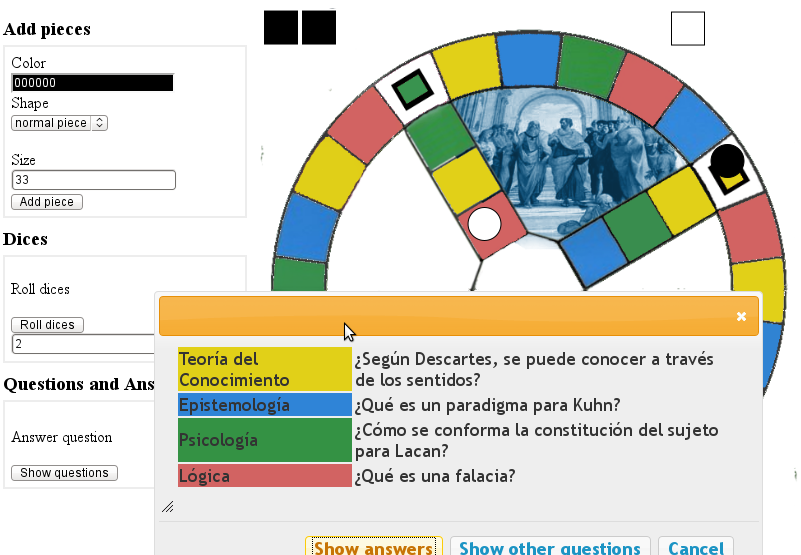 Add pieces
Color
000000
Shape
normal piece
Size
33
Add piece
Dices
Roll dices
Roll dices
2
Questions and Ans
Answer question
Show questions
Teoría del
Conocimiento
¿Según Descartes, se puede conocer a través
de los sentidos?
Epistemología
¿Qué es un paradigma para Kuhn?
Psicología
¿Cómo se conforma la constitución del sujeto
para Lacan?
Lógica
¿Qué es una falacia?
Show answers
Show other questions
Cancel